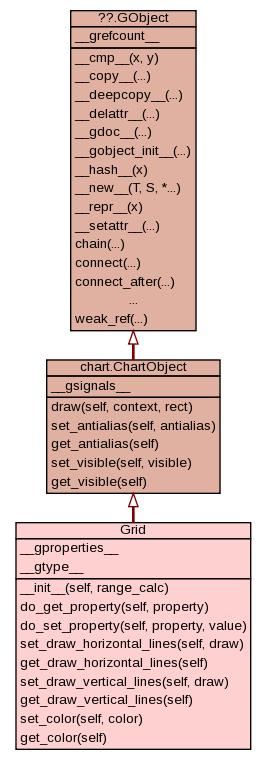 ??.GObject
__grefcount__
__cmp__(x, y)
__copy__(...)
__deepcopy__(...)
__delattr__(...)
__gdoc__(...)
__gobject_init__(...)
__hash__(x)
__new__(T, S, *...)
__repr__(x)
__setattr__(...)
chain(...)
connect(...)
connect_after(...)
...
weak_ref(...)
chart.ChartObject
__gsignals__
draw(self, context, rect)
set_antialias(self, antialias)
get_antialias(self)
set_visible(self, visible)
get_visible(self)
Grid
__gproperties__
__gtype__
__init__(self, range_calc)
do_get_property(self, property)
do_set_property(self, property, value)
set_draw_horizontal_lines(self, draw)
get_draw_horizontal_lines(self)
set_draw_vertical_lines(self, draw)
get_draw_vertical_lines(self)
set_color(self, color)
get_color(self)